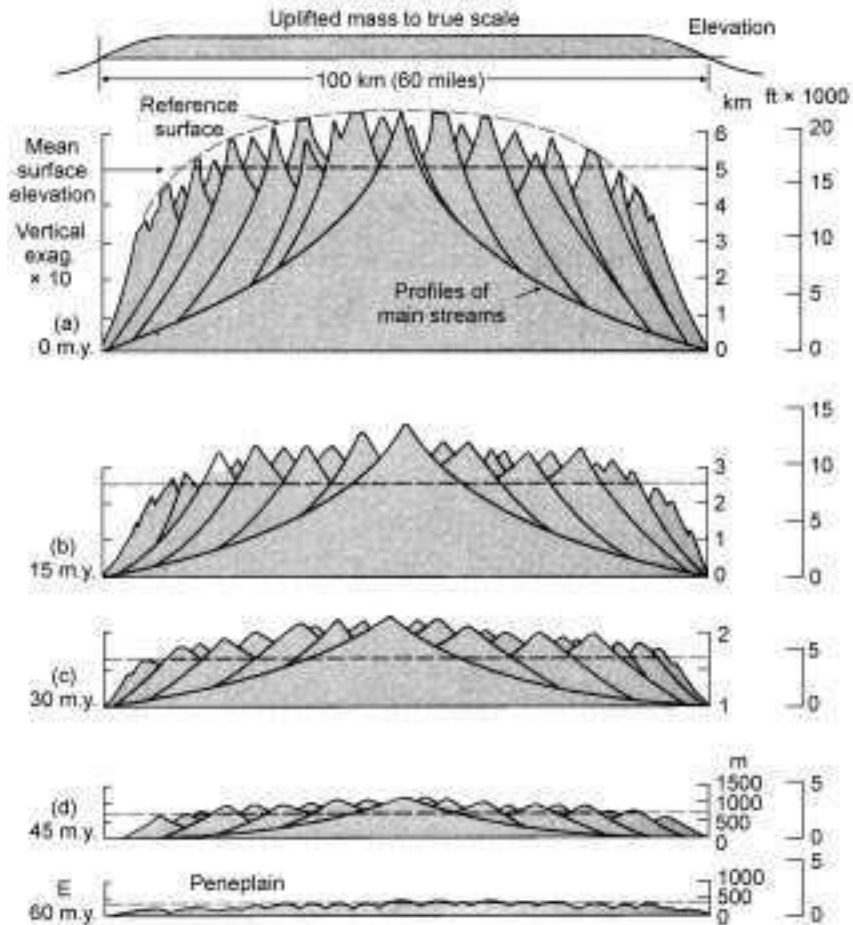 Uplifted mass to true scale
Elevation
100 km (60 miles)
km
ft × 1000
Reference
surface
Mean
surface
elevation
Vertical
exag.
× 10
Profiles of
main streams
(a)
0 m.y.
6
5
4
3
2
1
0
20
15
10
5
0
(b)
15 m.y.
3
2
1
0
15
10
5
0
(c)
30 m.y.
2
1
5
0
(d)
45 m.y.
m
1500
1000
500
0
5
0
Peneplain
E
60 m.y.
1000
500
0
5
0